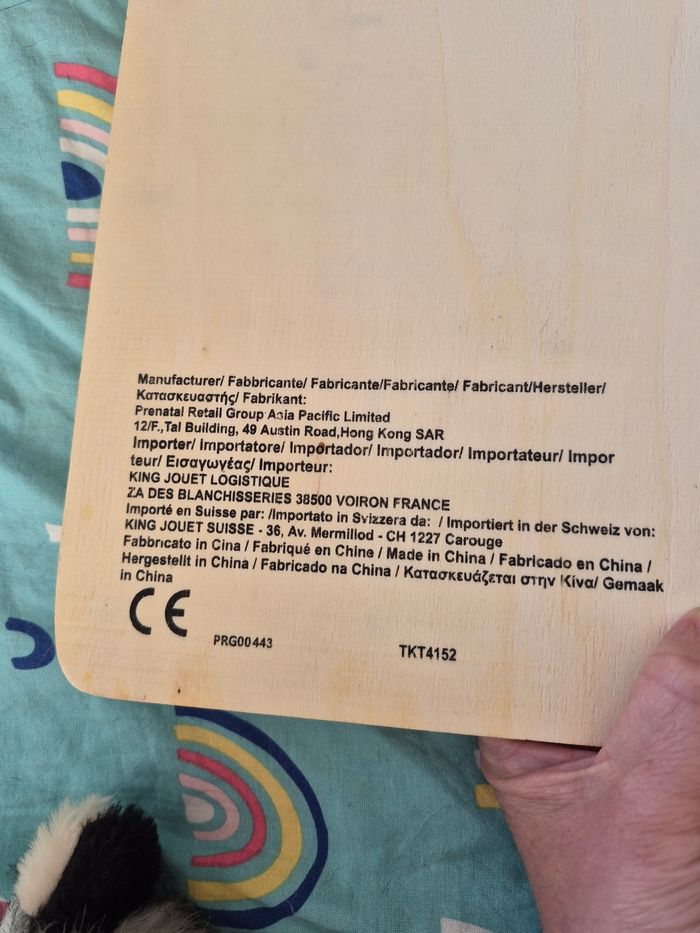 Manufacturer/ Fabbricante/ Fabricante/Fabricante/ Fabricant/Hersteller/
Κατασκευαστής/ Fabrikant:
Prenatal Retail Group Asia Pacific Limited
12/F.,Tal Building, 49 Austin Road,Hong Kong SAR
Importer/ Importatore/ Importador/ Importador/ Importateur/ Impor
teur/ Εισαγωγέας/ Importeur:
KING JOUET LOGISTIQUE
ZA DES BLANCHISSERIES 38500 VOIRON FRANCE
Importé en Suisse par: /Importato in Svizzera da: / Importiert in der Schweiz von:
KING JOUET SUISSE - 36, Av. Mermillod - CH 1227 Carouge
Fabbricato in Cina / Fabriqué en Chine / Made in China / Fabricado en China /
Hergestellt in China / Fabricado na China / Κατασκευάζεται στην Κίνα/ Gemaak
in China
CE
PRG00443 TKT4152